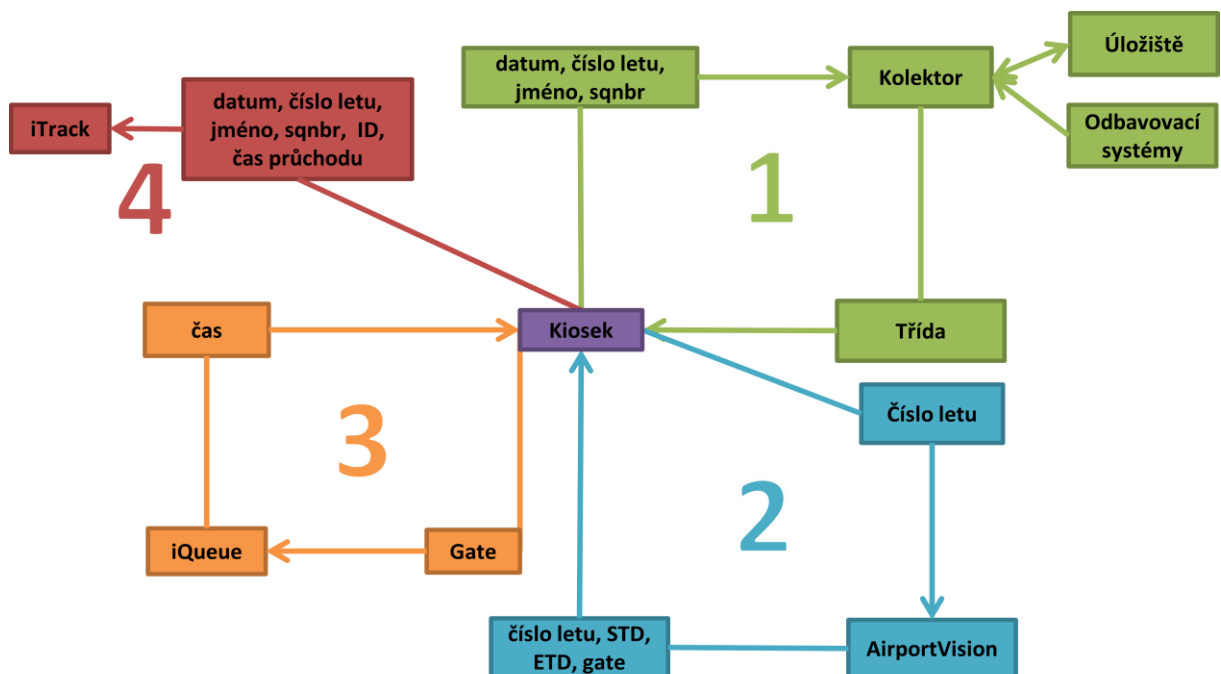 datum, číslo letu,
jméno, sqnbr
Kolektor
Úložiště
Odbavovací
systémy
iTrack
datum, číslo letu,
jméno, sqnbr,  ID,
čas průchodu
4
1
čas
Kiosek
Třída
Číslo letu
3
2
iQueue
Gate
číslo letu, STD,
ETD, gate
AirportVision